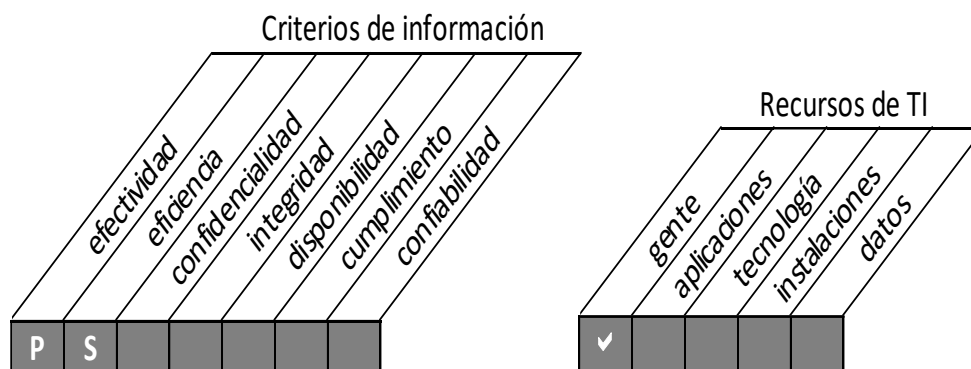 Criterios de información
efectividad
eficiencia
confidencialidad
integridad
disponibilidad
cumplimiento
confiabilidad
P S
Recursos de TI
gente
aplicaciones
tecnología
instalaciones
datos
✓